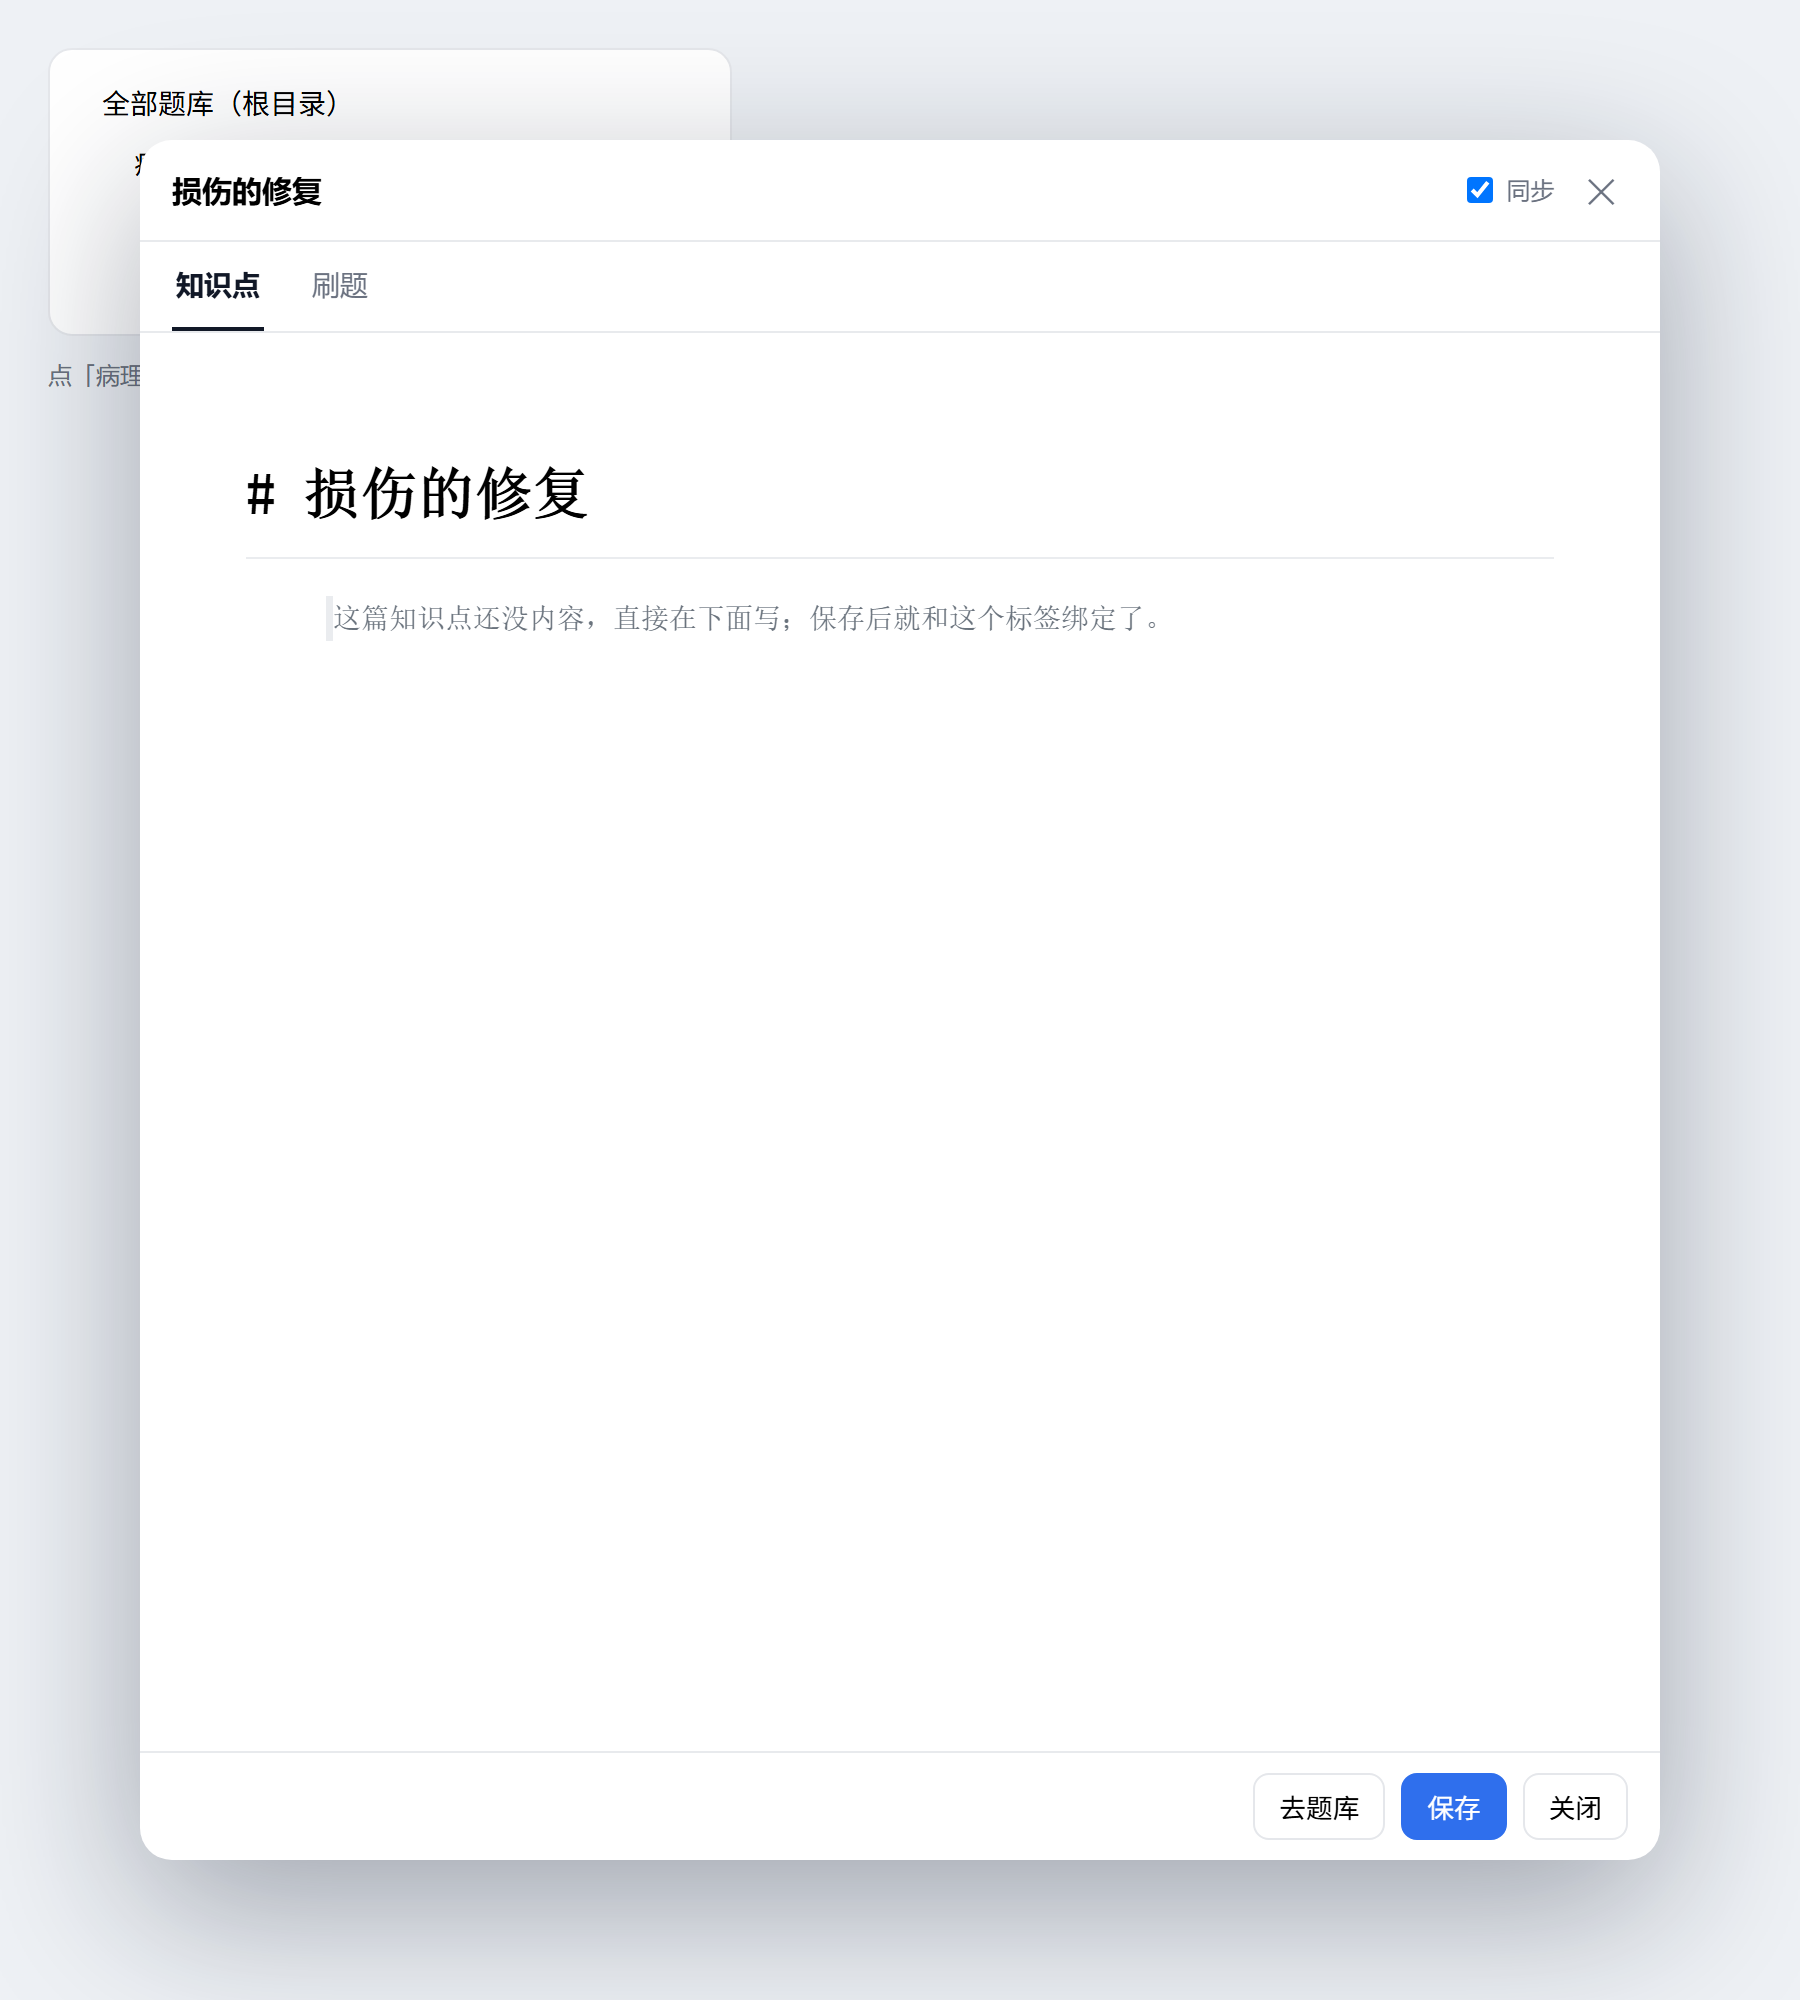 全部题库（根目录）
损伤的修复
同步
知识点 刷题
点「病理
# 损伤的修复
这篇知识点还没内容，直接在下面写；保存后就和这个标签绑定了。
去题库 保存 关闭